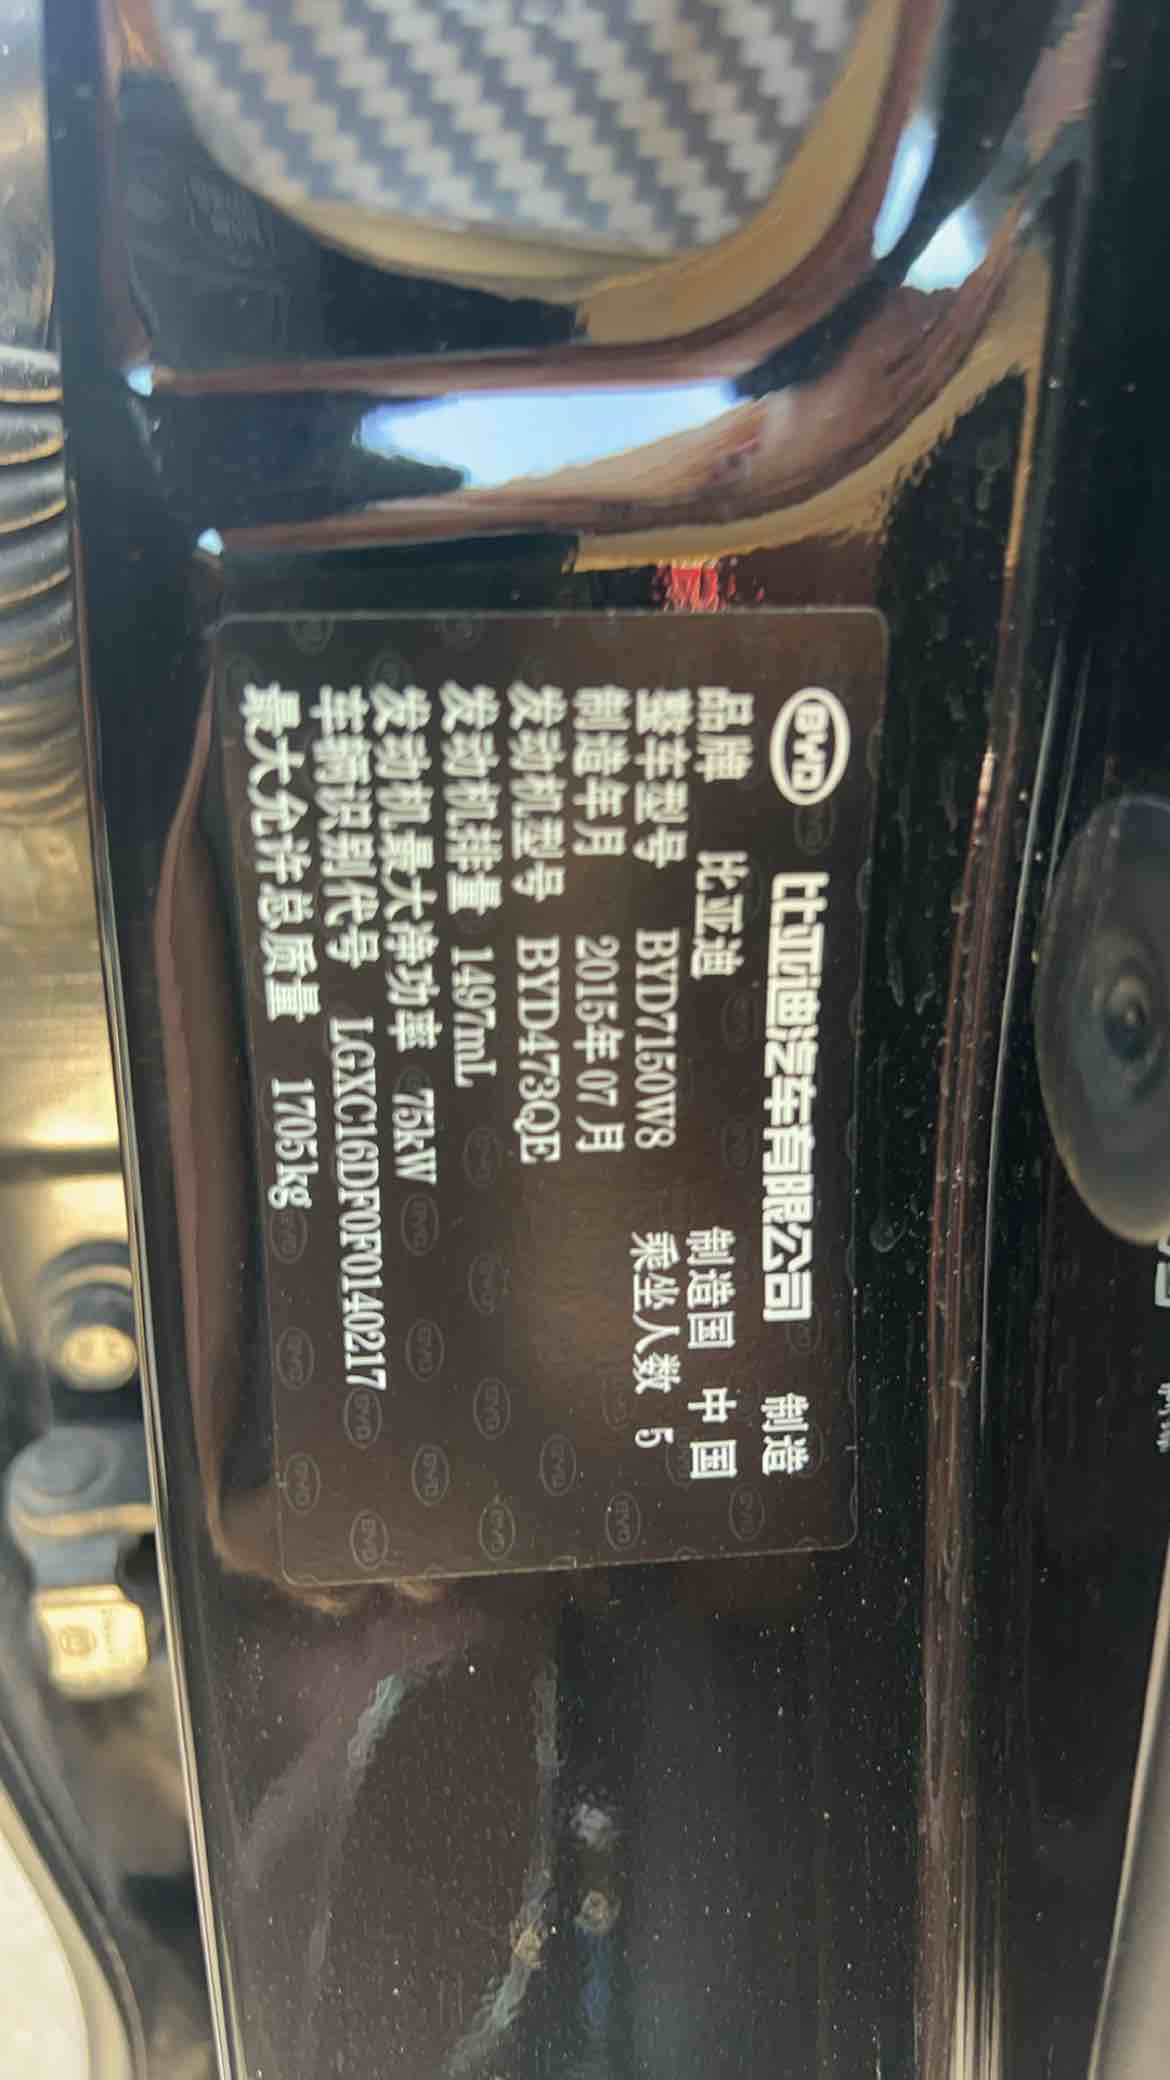 BYD 比亚迪汽车有限公司 制造
品牌 比亚迪 制造国 中国
整车型号 BYD7150W8 乘坐人数 5
制造年月 2015年07月
发动机型号 BYD473QE
发动机排量 1497mL
发动机最大净功率 75kW
车辆识别代号 LGXC16DF0F0140217
最大允许总质量 1705kg